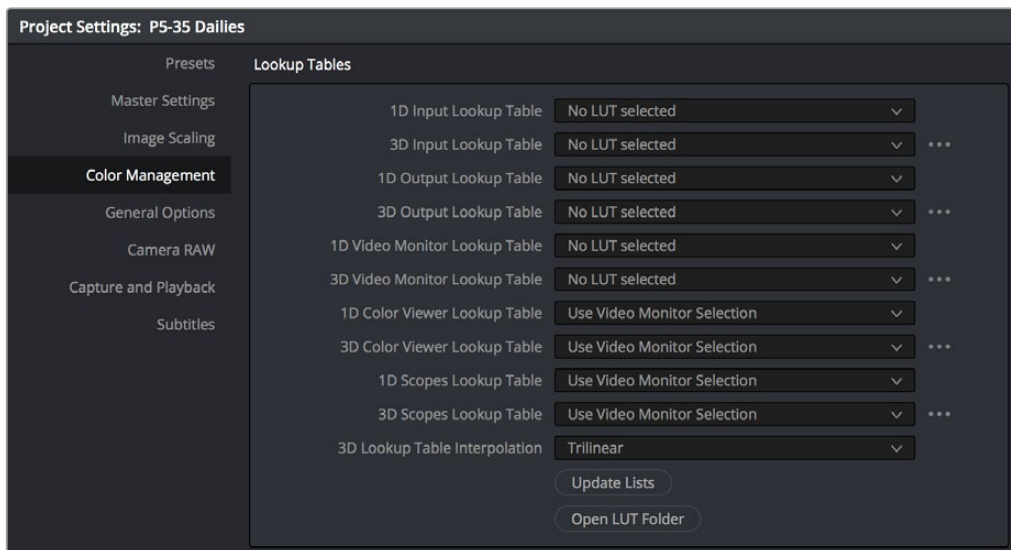 Project Settings: P5-35 Dailies
Presets
Master Settings
Image Scaling
Color Management
General Options
Camera RAW
Capture and Playback
Subtitles
Lookup Tables
1D Input Lookup Table No LUT selected
3D Input Lookup Table No LUT selected
1D Output Lookup Table No LUT selected
3D Output Lookup Table No LUT selected
1D Video Monitor Lookup Table No LUT selected
3D Video Monitor Lookup Table No LUT selected
1D Color Viewer Lookup Table Use Video Monitor Selection
3D Color Viewer Lookup Table Use Video Monitor Selection
1D Scopes Lookup Table Use Video Monitor Selection
3D Scopes Lookup Table Use Video Monitor Selection
3D Lookup Table Interpolation Trilinear
Update Lists
Open LUT Folder